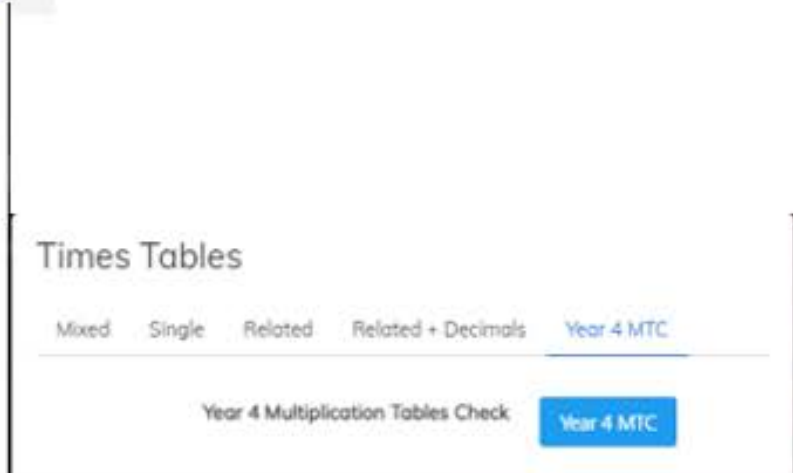 Times Tables
Mixed Single Related Related + Decimals Year 4 MTC
Year 4 Multiplication Tables Check Year 4 MTC